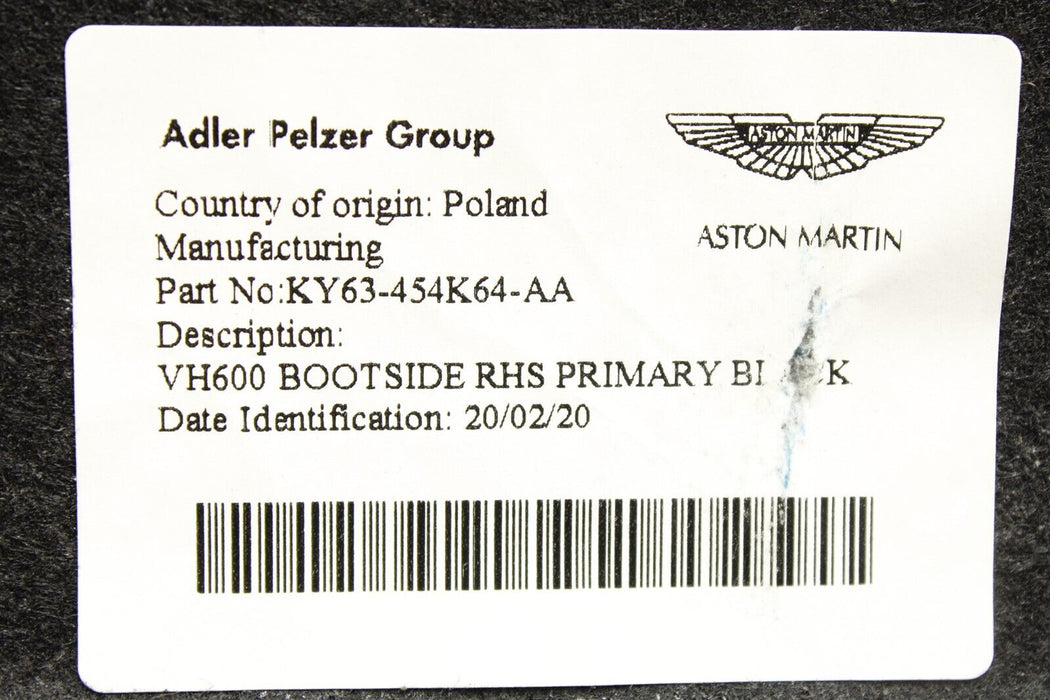 Adler Pelzer Group
ASTON MARTIN
ASTON MARTIN
Country of origin: Poland
Manufacturing
Part No:KY63-454K64-AA
Description:
VH600 BOOTSIDE RHS PRIMARY
Date Identification: 20/02/20